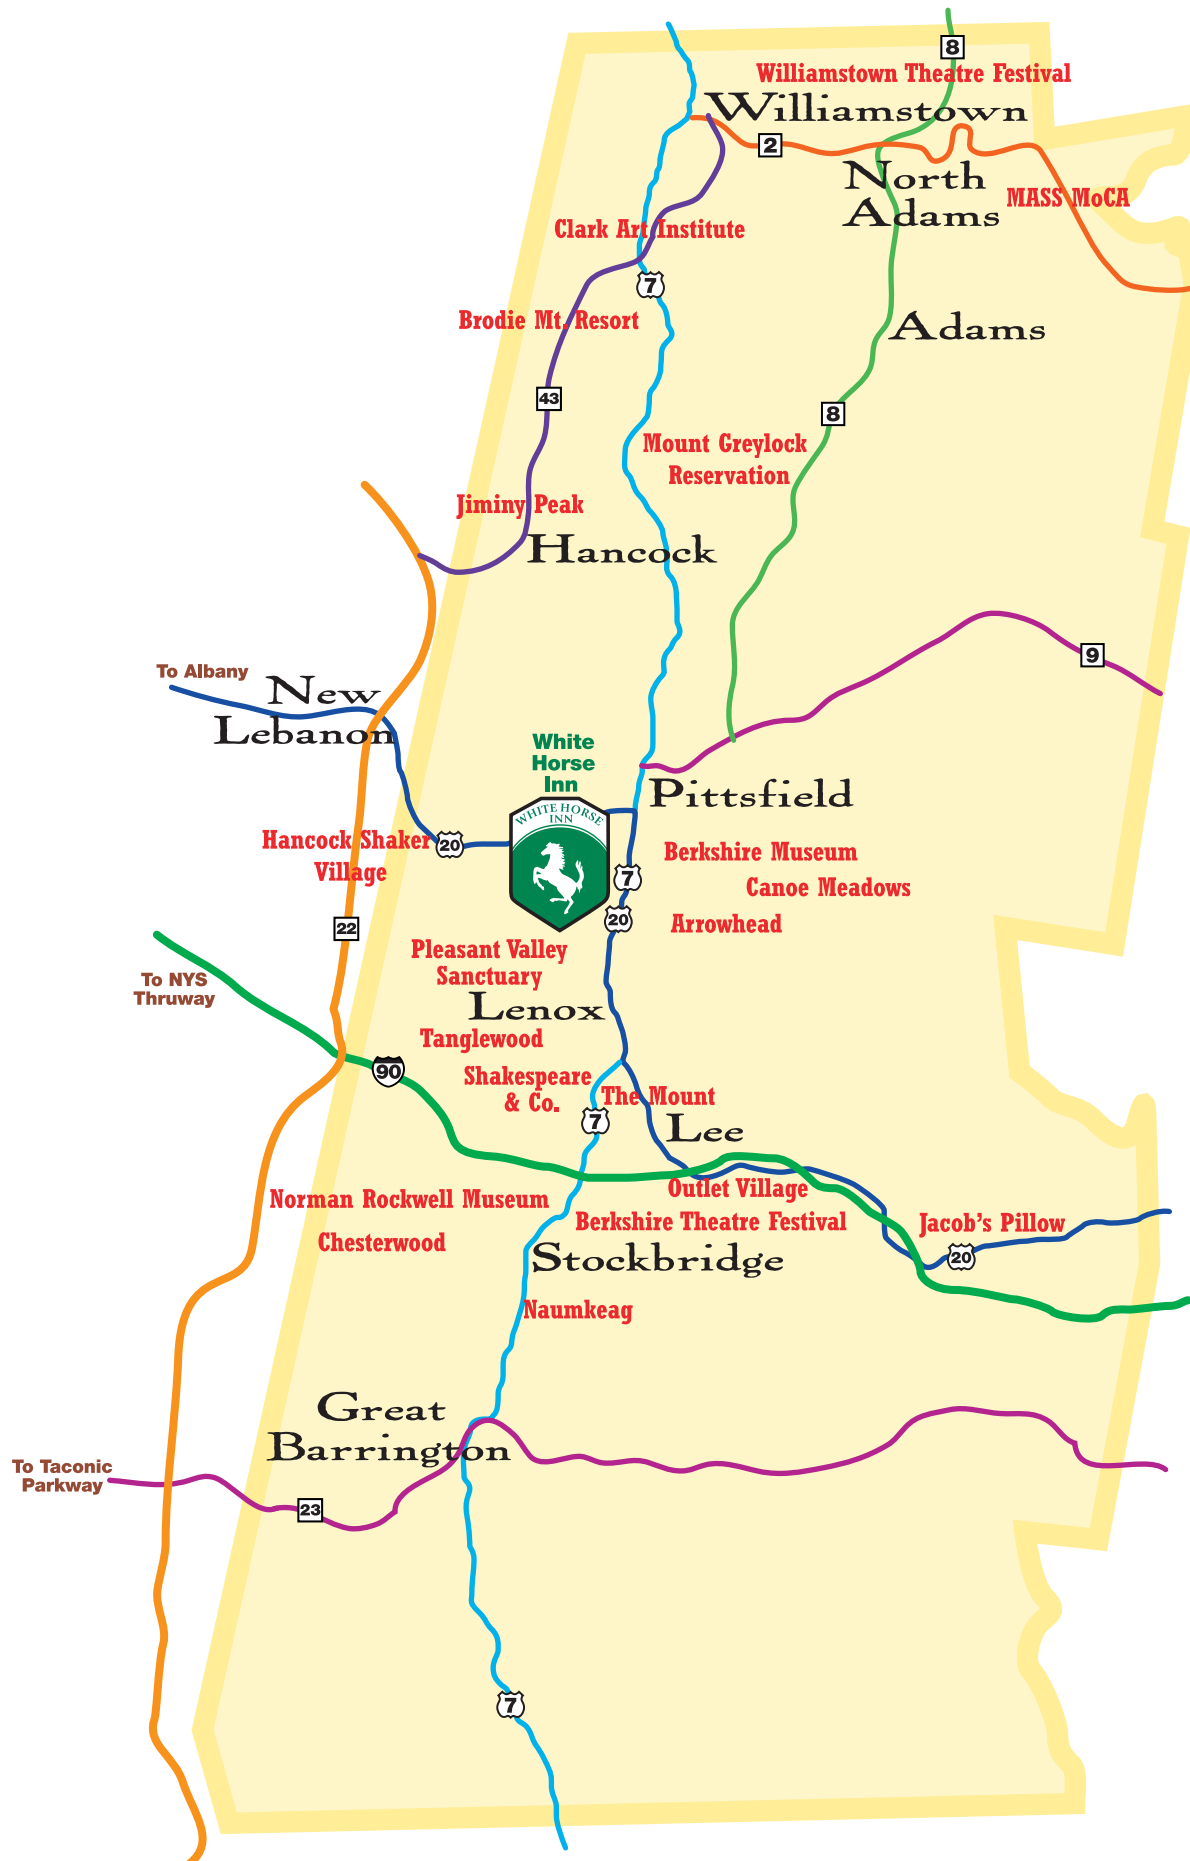 8
Williamstown Theatre Festival
Williamstown
2
North
Adams
MASS MoCA
Clark Art Institute
7
Brodie Mt. Resort
Adams
43
8
Mount Greylock
Reservation
Jiminy Peak
Hancock
9
To Albany
New
Lebanon
White
Horse
Inn
Pittsfield
WHITE HORSE
INN
Hancock Shaker
Village
20
Berkshire Museum
7
Canoe Meadows
20
Arrowhead
22
Pleasant Valley
Sanctuary
To NYS
Thruway
Lenox
Tanglewood
90
Shakespeare
& Co.
The Mount
7
Lee
Outlet Village
Norman Rockwell Museum
Berkshire Theatre Festival
Jacob's Pillow
Chesterwood
Stockbridge
20
Naumkeag
Great
Barrington
To Taconic
Parkway
23
7